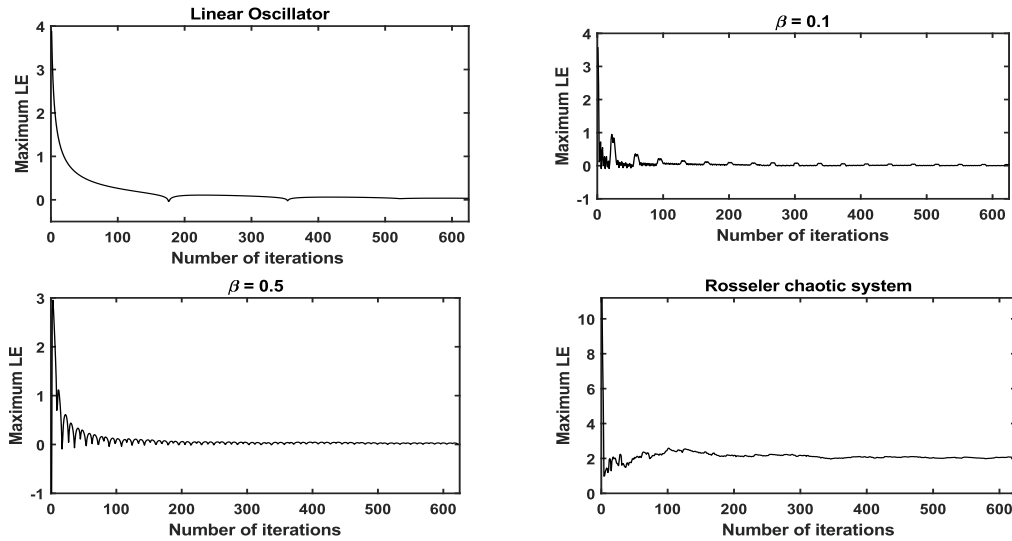 Linear Oscillator
4
3
2
1
0
0 100 200 300 400 500 600
Maximum LE
Number of iterions
β = 0.1
4
3
2
1
0
-1
0 100 200 300 400 500 600
Maximum LE
Number of iterations
β = 0.5
3
2
1
0
-1
0 100 200 300 400 500 600
Maximum LE
Number of iterations
Rosseler chaotic system
10
8
6
4
2
0
0 100 200 300 400 500 600
Maximum LE
Number of iterations